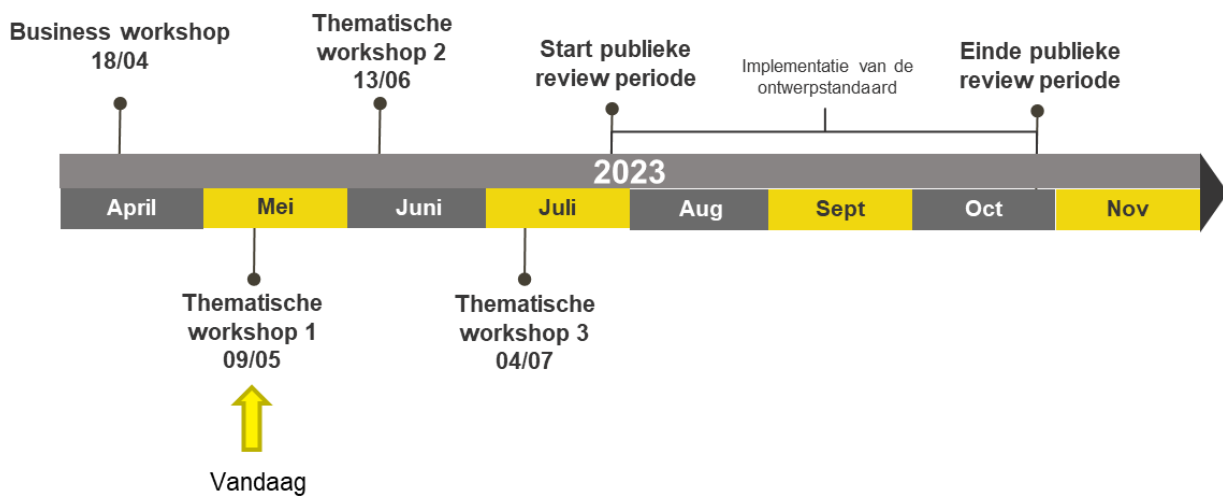 Business workshop
18/04
Thematische
workshop 2
13/06
Start publieke
review periode
Implementatie van de
ontwerpstandaard
Einde publieke
review periode
2023
April
Mei
Juni
Juli
Aug
Sept
Oct
Nov
Thematische
workshop 1
09/05
Thematische
workshop 3
04/07
Vandaag